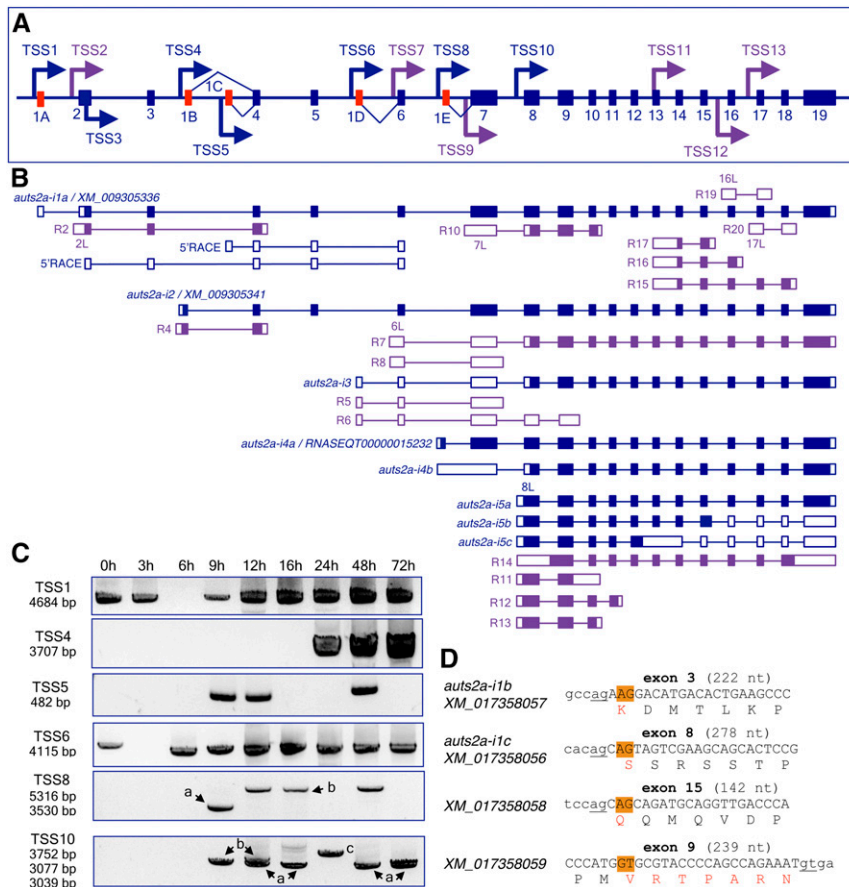 A
TSS1 TSS2 TSS4 TSS6 TSS7 TSS8 TSS10 TSS11 TSS13
1C
1A 2 3 1B 4 5 1D 6 1E 7 8 9 10 11 12 13 14 15 16 17 18 19
TSS3 TSS5 TSS9 TSS12
B
16L
R19
auts2a-i1a / XM_009305336
R2 R10 R20
2L 7L 17L
5'RACE R17
5'RACE R16
R15
auts2a-i2 / XM_009305341
R4 6L
R7
R8
auts2a-i3
R5
R6
auts2a-i4a / RNASEQT00000015232
auts2a-i4b
8L
auts2a-i5a
auts2a-i5b
auts2a-i5c
R14
R11
R12
R13
C
0h 3h 6h 9h 12h 16h 24h 48h 72h
TSS1
4684 bp
TSS4
3707 bp
TSS5
482 bp
TSS6
4115 bp
TSS8
5316 bp
3530 bp
a b
TSS10
3752 bp
3077 bp
3039 bp
b c
a a
D
auts2a-i1b
XM_017358057
exon 3 (222 nt)
gccagAAGGACATGACACTGAAGCCC
K D M T L K P
auts2a-i1c
XM_017358056
exon 8 (278 nt)
cacagCAGTAGTCGAAGCAGCACTCCG
S S R S S T P
XM_017358058
exon 15 (142 nt)
tccagCAGCAGATGCAGGTTGACCCA
Q Q M Q V D P
XM_017358059
exon 9 (239 nt)
CCCATGGGTGCGTACCCCAGCCAGAAATgtga
P M V R T P A R N